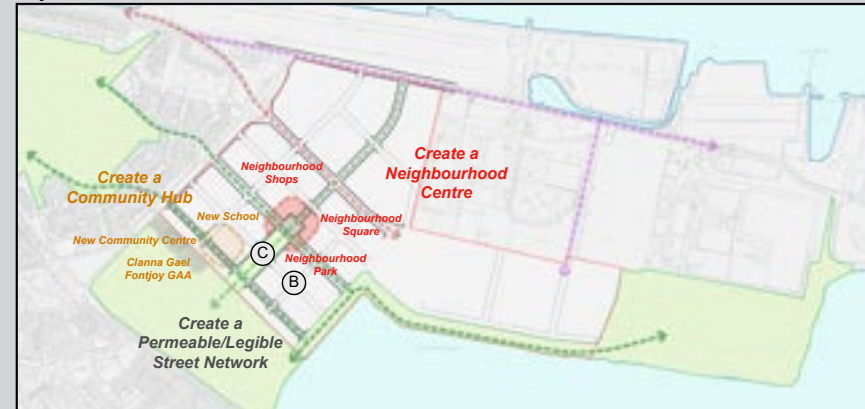 Create a
Neighbourhood
Centre
Neighbourhood
Shops
Create a
Community Hub
New School
Neighbourhood
Square
New Community Centre
C
Neighbourhood
Park
Clanna Gael
Fontjoy GAA
B
Create a
Permeable/Legible
Street Network